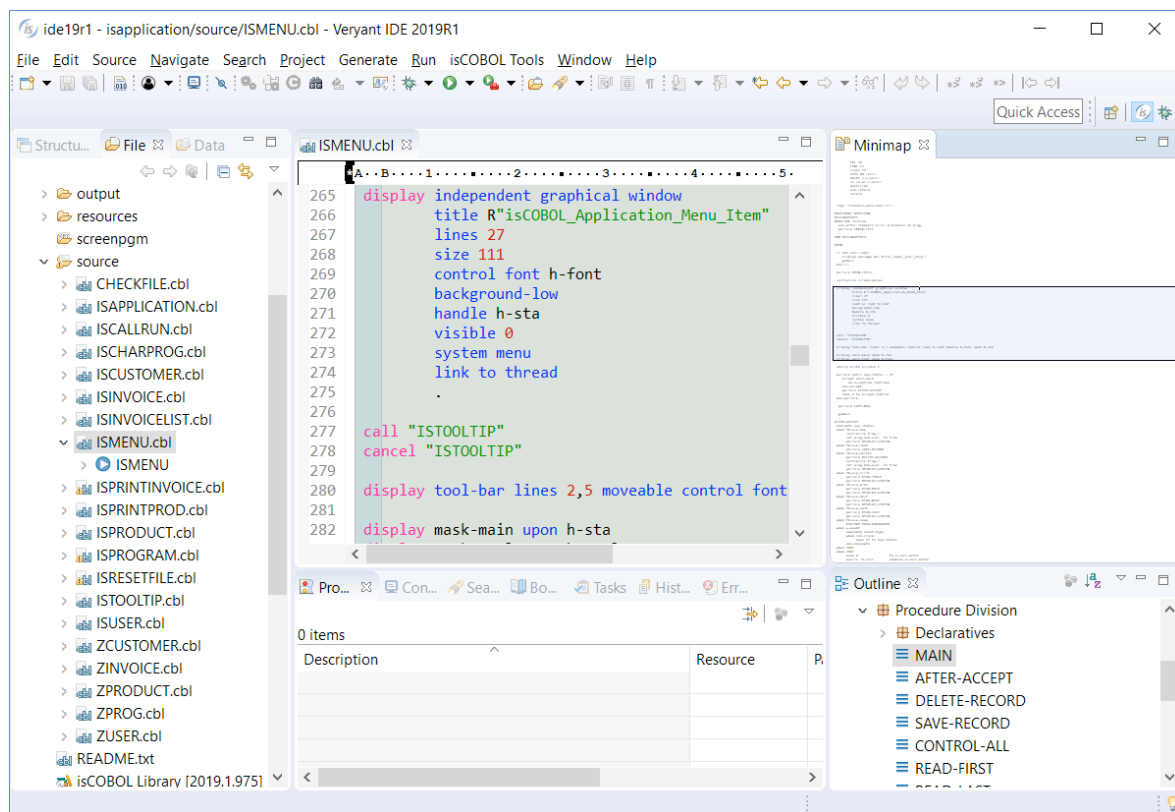 ide19r1 - isapplication/source/ISMENU.cbl - Veryant IDE 2019R1
File Edit Source Navigate Search Project Generate Run isCOBOL Tools Window Help
Quick Access
Structu... File Data
output
resources
screenpgm
source
CHECKFILE.cbl
ISAPPLICATION.cbl
ISCALLRUN.cbl
ISCHARPROG.cbl
ISCUSTOMER.cbl
ISINVOICE.cbl
ISINVOICELIST.cbl
ISMENU.cbl
ISMENU
ISPRINTINVOICE.cbl
ISPRINTPROD.cbl
ISPRODUCT.cbl
ISPROGRAM.cbl
ISRESETFILE.cbl
ISTOOLTIP.cbl
ISUSER.cbl
ZCUSTOMER.cbl
ZINVOICE.cbl
ZPRODUCT.cbl
ZPROG.cbl
ZUSER.cbl
README.txt
isCOBOL Library [2019.1.975]
ISMENU.cbl
*A··B····1····▪····2····▪····3····▪····4····▪····5·
265 display independent graphical window
266 title R"isCOBOL_Application_Menu_Item"
267 lines 27
268 size 111
269 control font h-font
270 background-low
271 handle h-sta
272 visible 0
273 system menu
274 link to thread
275 .
276
277 call "ISTOOLTIP"
278 cancel "ISTOOLTIP"
279
280 display tool-bar lines 2,5 moveable control font
281
282 display mask-main upon h-sta
Pro... Con... Sea... Bo... Tasks Hist... Err...
0 items
Description Resource Pa
Minimap
Outline
Procedure Division
Declaratives
MAIN
AFTER-ACCEPT
DELETE-RECORD
SAVE-RECORD
CONTROL-ALL
READ-FIRST
READ-LAST